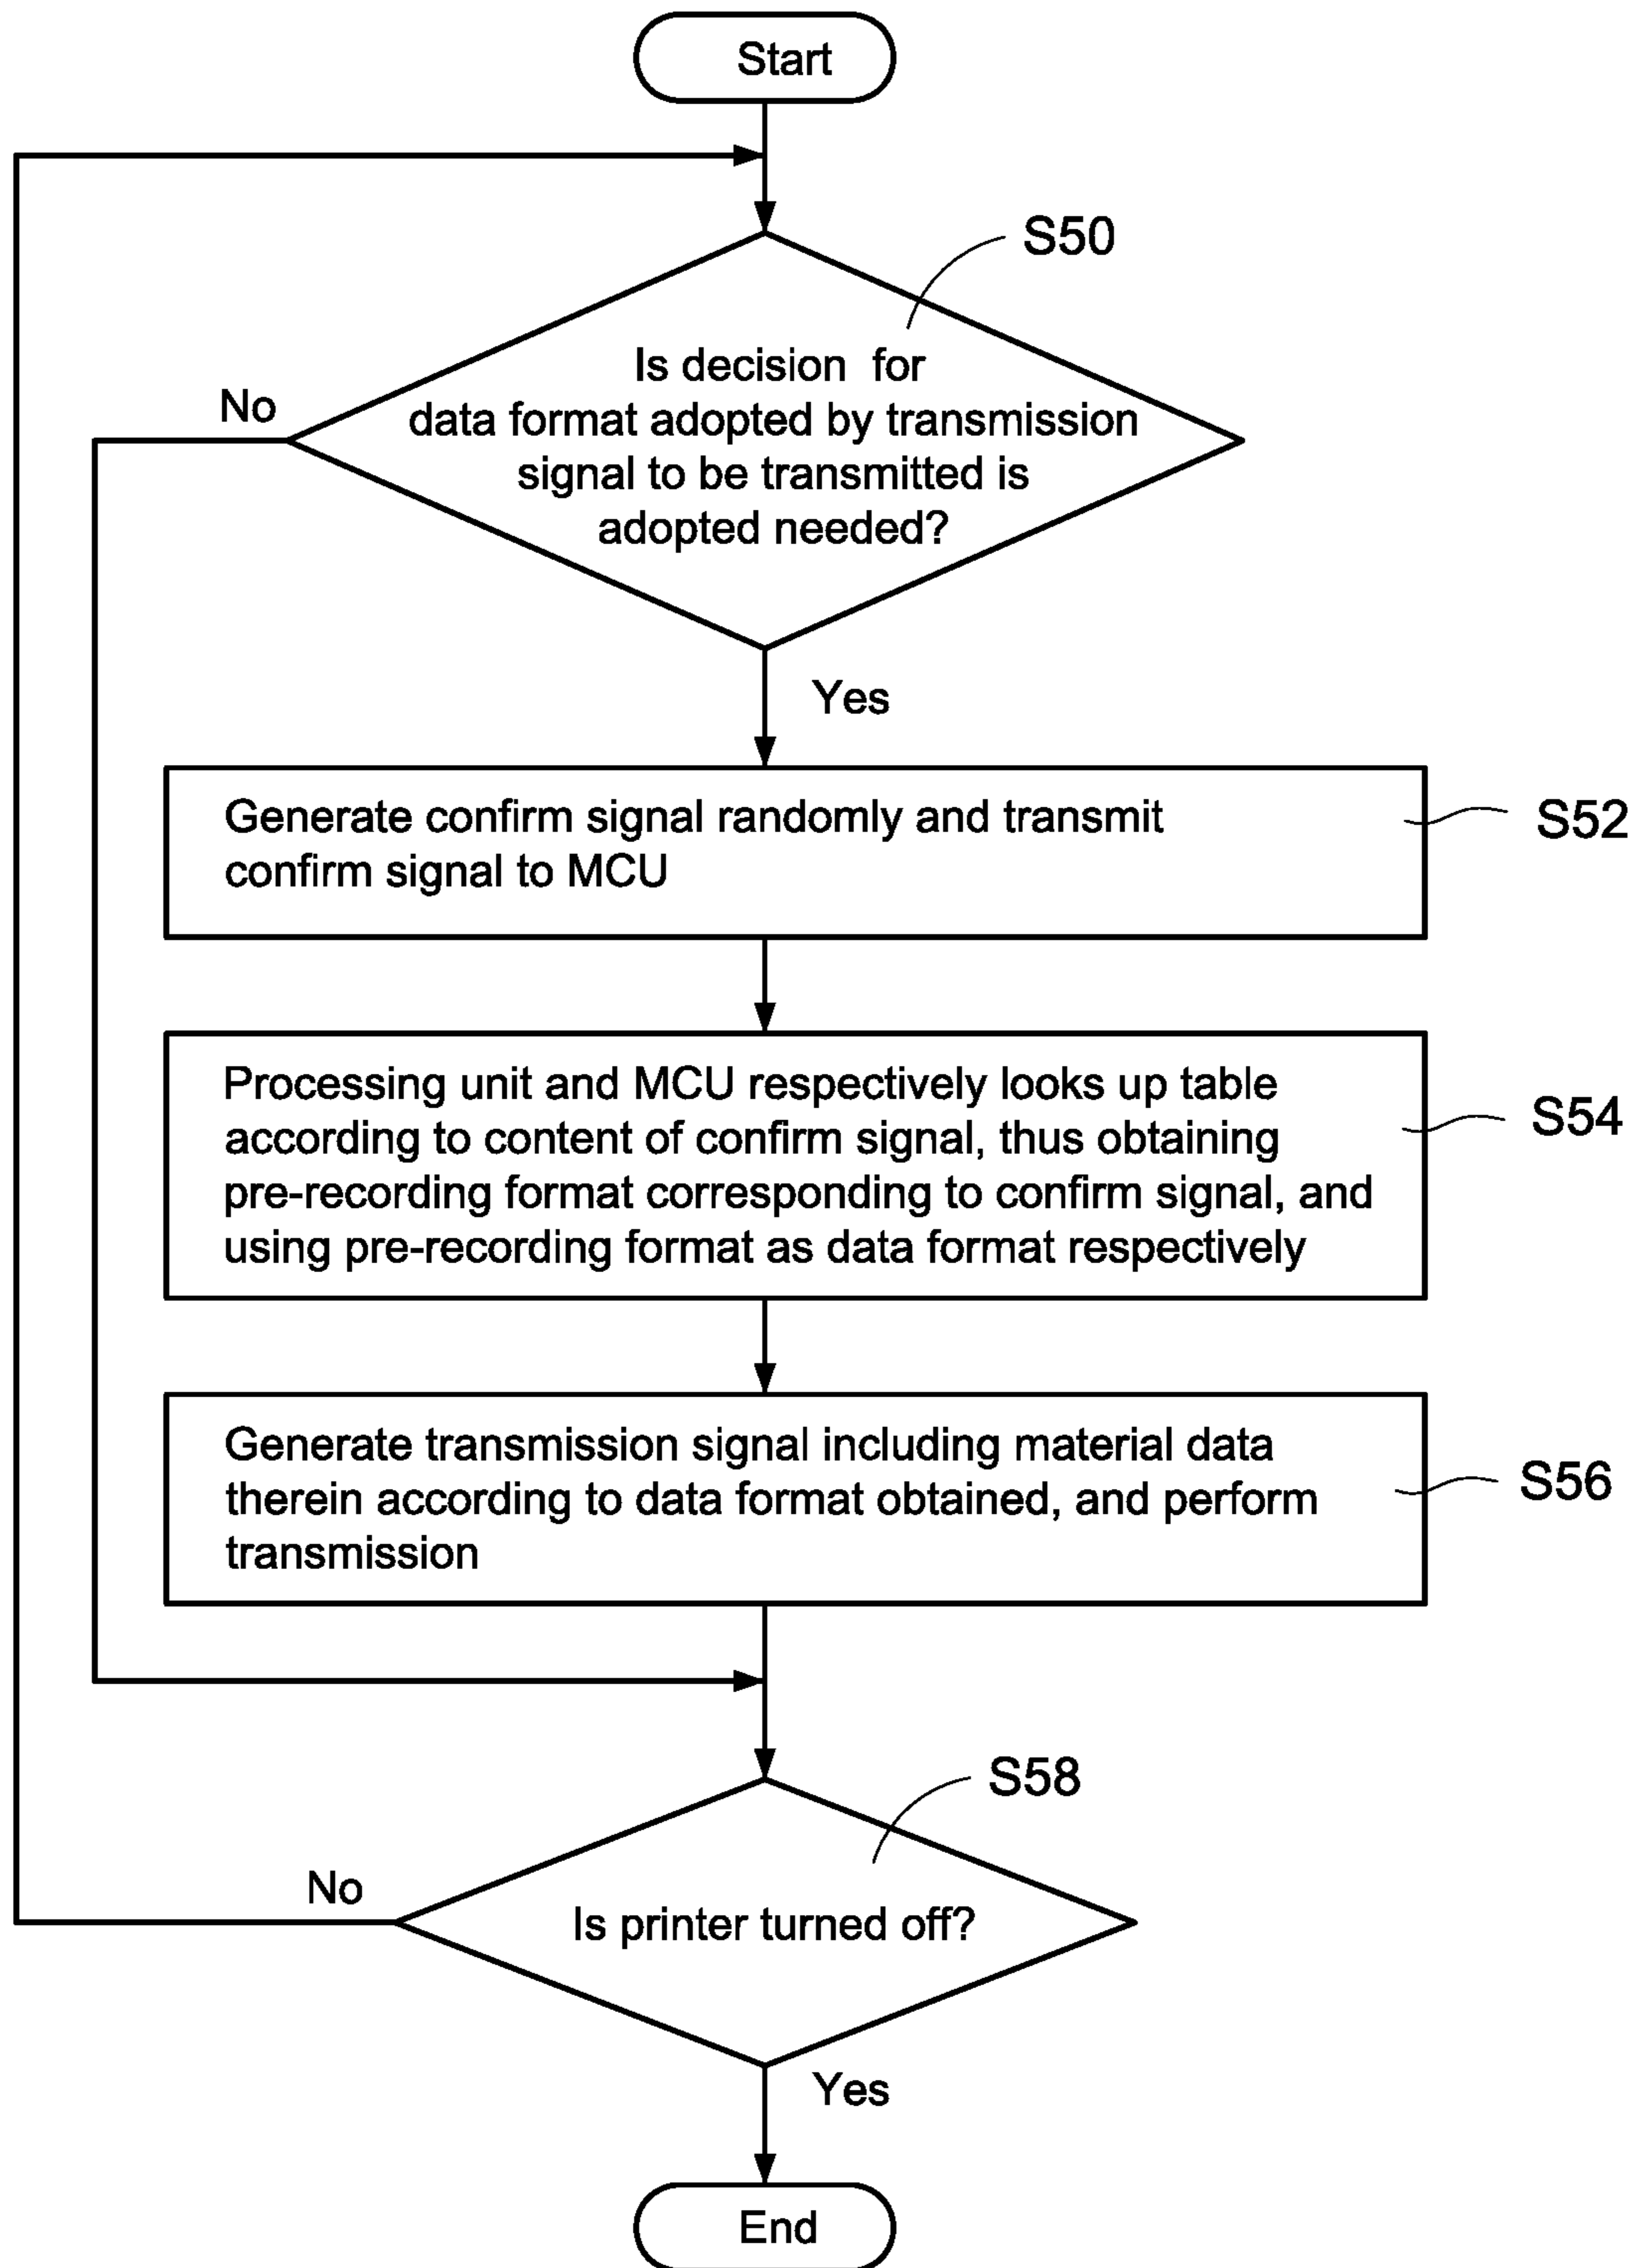 Start
S50
Is decision for
data format adopted by transmission
signal to be transmitted is
adopted needed?
No
Yes
Generate confirm signal randomly and transmit
confirm signal to MCU
S52
Processing unit and MCU respectively looks up table
according to content of confirm signal, thus obtaining
pre-recording format corresponding to confirm signal, and
using pre-recording format as data format respectively
S54
Generate transmission signal including material data
therein according to data format obtained, and perform
transmission
S56
S58
Is printer turned off?
No
Yes
End